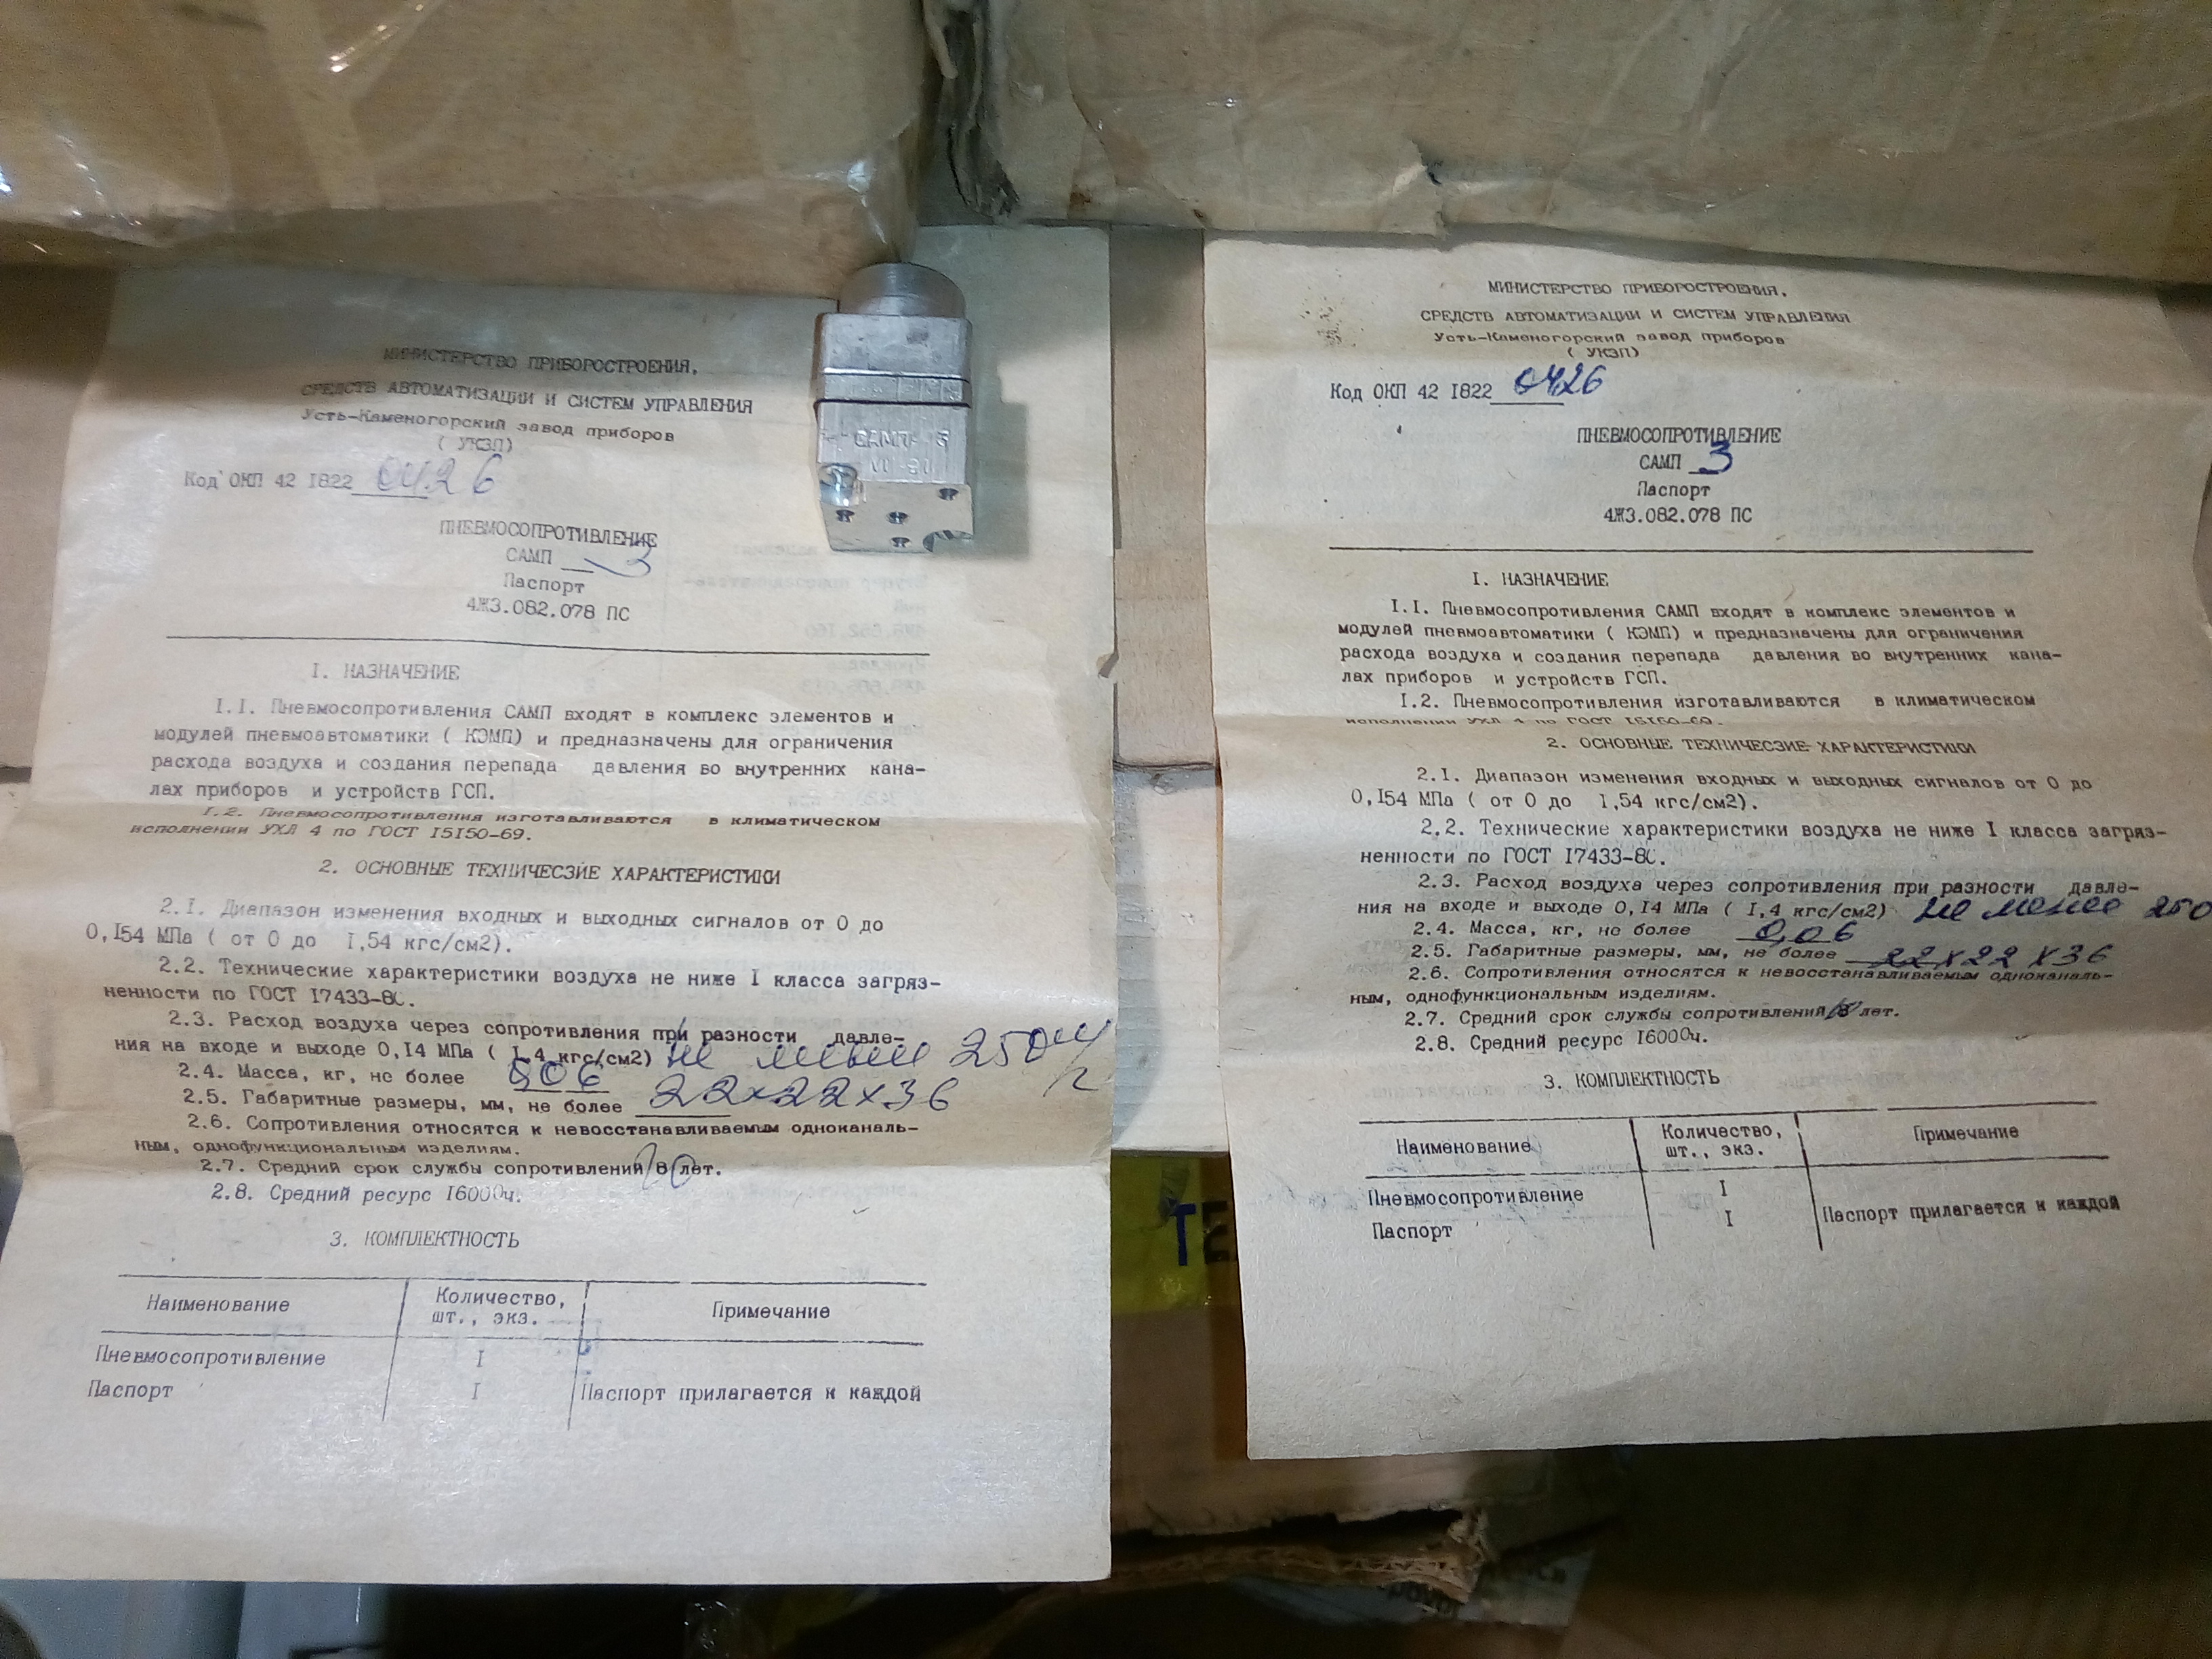 МИНИСТЕРСТВО ПРИБОРОСТРОЕНИЯ,
СРЕДСТВ АВТОМАТИЗАЦИИ И СИСТЕМ УПРАВЛЕНИЯ
Усть-Каменогорский завод приборов
( УКЗП)
Код ОКП 42 I822 0426
ПНЕВМОСОПРОТИВЛЕНИЕ
САМП 3
Паспорт
4Ж3.082.078 ПС
I. НАЗНАЧЕНИЕ
I.I. Пневмосопротивления САМП входят в комплекс элементов и
модулей пневмоавтоматики ( КЭМП) и предназначены для ограничения
расхода воздуха и создания перепада давления во внутренних кана-
лах приборов и устройств ГСП.
I.2. Пневмосопротивления изготавливаются в климатическом
исполнении УХЛ 4 по ГОСТ I5I50-69.
2. ОСНОВНЫЕ ТЕХНИЧЕСЗИЕ ХАРАКТЕРИСТИКИ
2.I. Диапазон изменения входных и выходных сигналов от 0 до
0,I54 МПа ( от 0 до I,54 кгс/см2).
2.2. Технические характеристики воздуха не ниже I класса загряз-
ненности по ГОСТ I7433-80.
2.3. Расход воздуха через сопротивления при разности давле-
ния на входе и выходе 0,I4 МПа ( I,4 кгс/см2) не менее 250
2.4. Масса, кг, не более 0,06
2.5. Габаритные размеры, мм, не более 22х22х36
2.6. Сопротивления относятся к невосстанавливаемым одноканаль-
ным, однофункциональным изделиям.
2.7. Средний срок службы сопротивлений 10 лет.
2.8. Средний ресурс I6000ч.
3. КОМПЛЕКТНОСТЬ
Наименование Количество, шт., экз. Примечание
Пневмосопротивление I
Паспорт I Паспорт прилагается к каждой
САМП-3
МИНИСТЕРСТВО ПРИБОРОСТРОЕНИЯ,
СРЕДСТВ АВТОМАТИЗАЦИИ И СИСТЕМ УПРАВЛЕНИЯ
Усть-Каменогорский завод приборов
( УКЗП)
Код ОКП 42 I822 0426
ПНЕВМОСОПРОТИВЛЕНИЕ
САМП 3
Паспорт
4Ж3.082.078 ПС
I. НАЗНАЧЕНИЕ
I.I. Пневмосопротивления САМП входят в комплекс элементов и
модулей пневмоавтоматики ( КЭМП) и предназначены для ограничения
расхода воздуха и создания перепада давления во внутренних кана-
лах приборов и устройств ГСП.
I.2. Пневмосопротивления изготавливаются в климатическом
исполнении УХЛ 4 по ГОСТ I5I50-69.
2. ОСНОВНЫЕ ТЕХНИЧЕСЗИЕ ХАРАКТЕРИСТИКИ
2.I. Диапазон изменения входных и выходных сигналов от 0 до
0,I54 МПа ( от 0 до I,54 кгс/см2).
2.2. Технические характеристики воздуха не ниже I класса загряз-
ненности по ГОСТ I7433-80.
2.3. Расход воздуха через сопротивления при разности давле-
ния на входе и выходе 0,I4 МПа ( I,4 кгс/см2) не менее 250
2.4. Масса, кг, не более 0,06
2.5. Габаритные размеры, мм, не более 22х22х36
2.6. Сопротивления относятся к невосстанавливаемым одноканаль-
ным, однофункциональным изделиям.
2.7. Средний срок службы сопротивлений 10 лет.
2.8. Средний ресурс I6000ч.
3. КОМПЛЕКТНОСТЬ
Наименование Количество, шт., экз. Примечание
Пневмосопротивление I
Паспорт I Паспорт прилагается к каждой